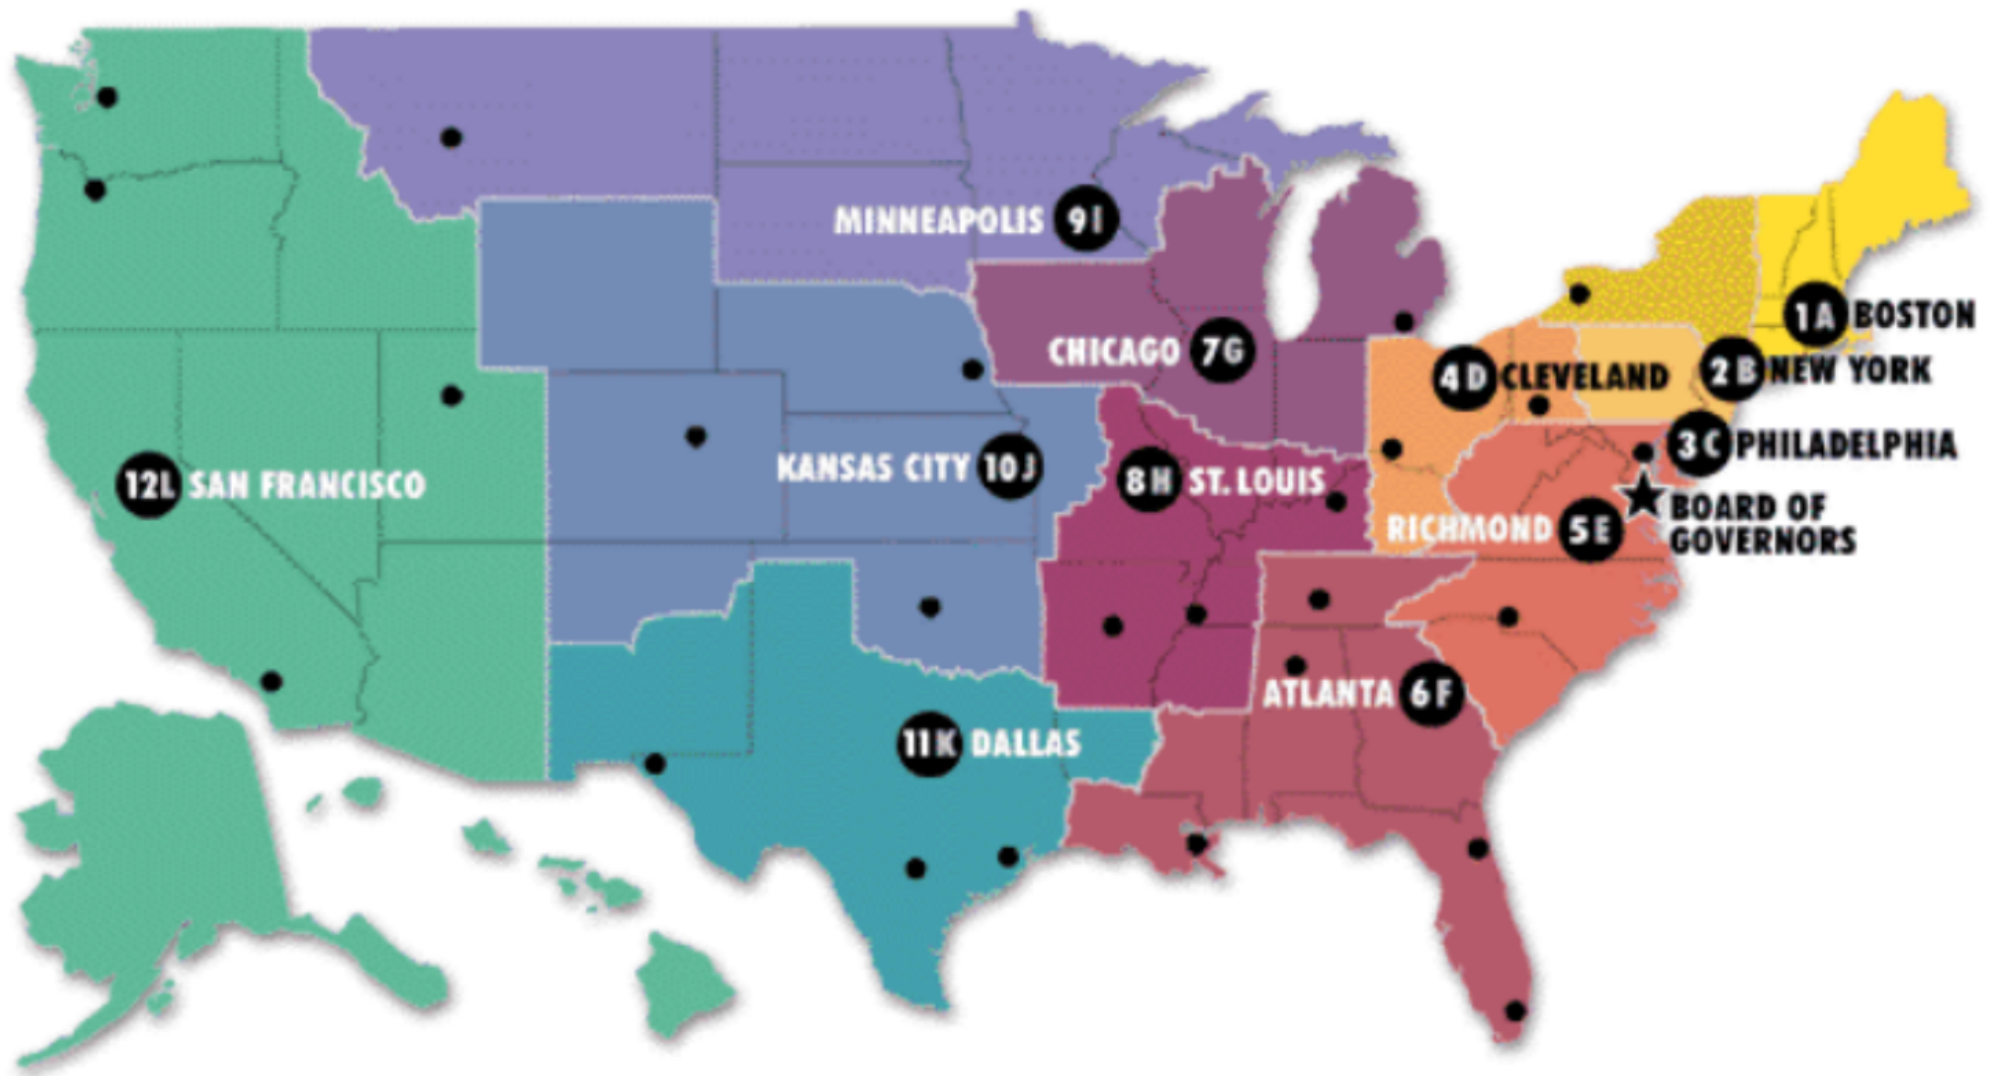 MINNEAPOLIS 9I
1A BOSTON
CHICAGO 7G
4D CLEVELAND
2B NEW YORK
3C PHILADELPHIA
KANSAS CITY 10J
12L SAN FRANCISCO
8H ST. LOUIS
BOARD OF
GOVERNORS
RICHMOND 5E
ATLANTA 6F
11K DALLAS